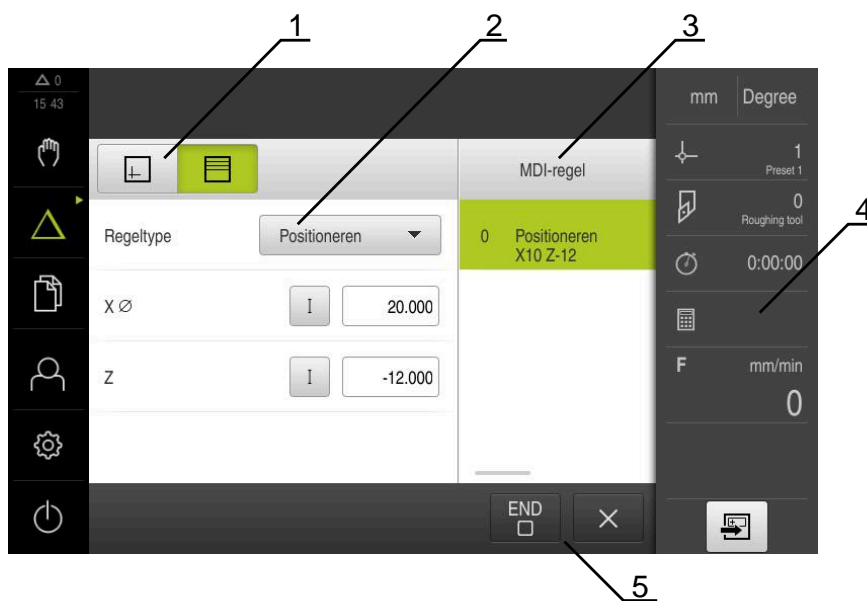 1 2 3
0
15 43
mm Degree
MDI-regel
1
Preset 1
Regeltype Positioneren
0 Positioneren
X10 Z-12
0
Roughing tool
4
0:00:00
X Ø I 20.000
Z I -12.000
F mm/min
0
END
5